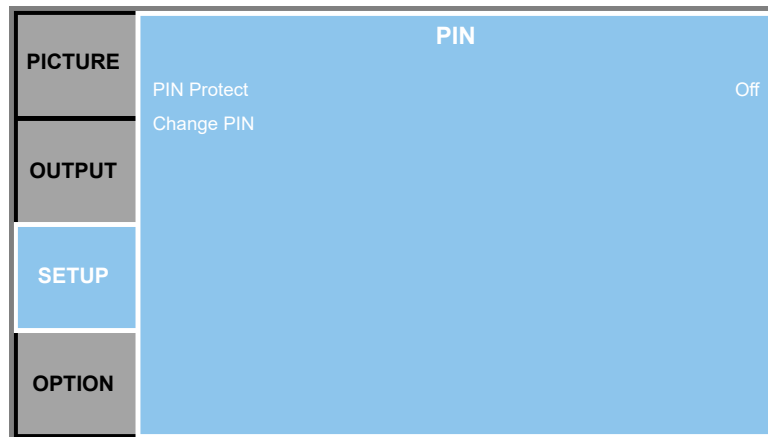 PICTURE
OUTPUT
SETUP
OPTION
PIN
PIN Protect Off
Change PIN